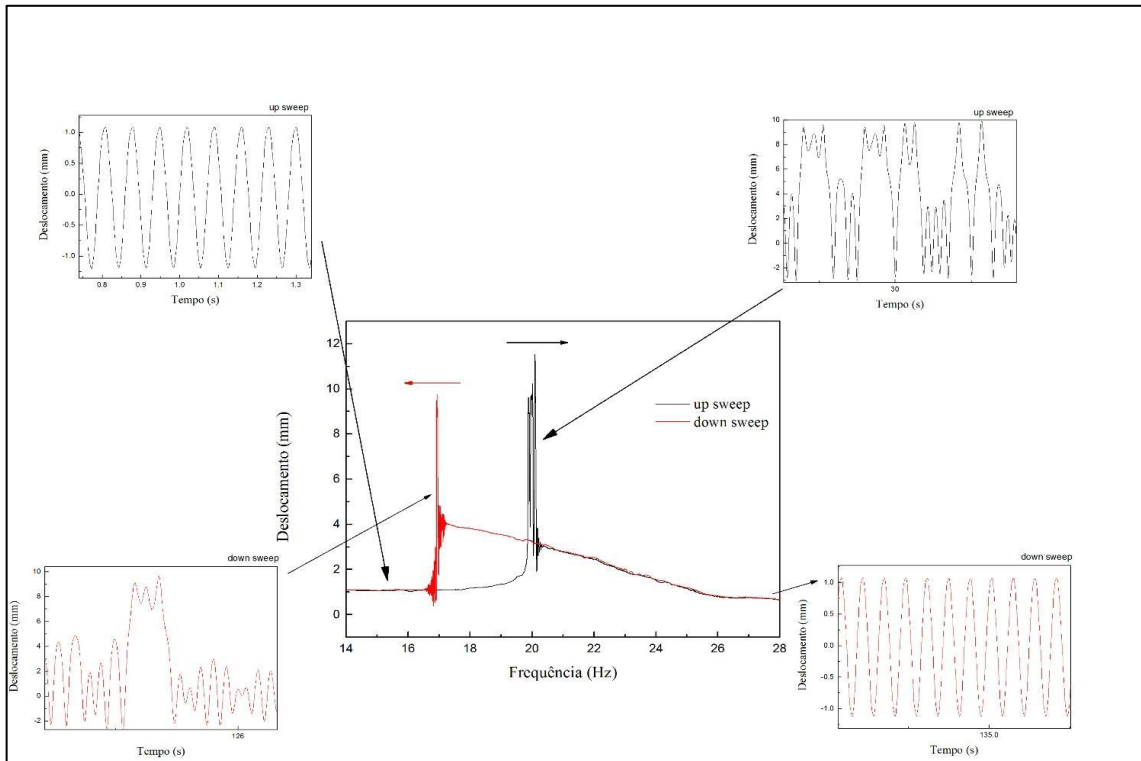 up sweep
1.0
0.5
0.0
-0.5
-1.0
Deslocamento (mm)
0.8 0.9 1.0 1.1 1.2 1.3
Tempo (s)
up sweep
10
8
6
4
2
0
-2
Deslocamento (mm)
30
Tempo (s)
12
10
8
6
4
2
0
Deslocamento (mm)
up sweep
down sweep
14 16 18 20 22 24 26 28
Frequência (Hz)
down sweep
10
8
6
4
2
0
-2
Deslocamento (mm)
126
Tempo (s)
down sweep
1.0
0.5
0.0
-0.5
-1.0
Deslocamento (mm)
135.0
Tempo (s)